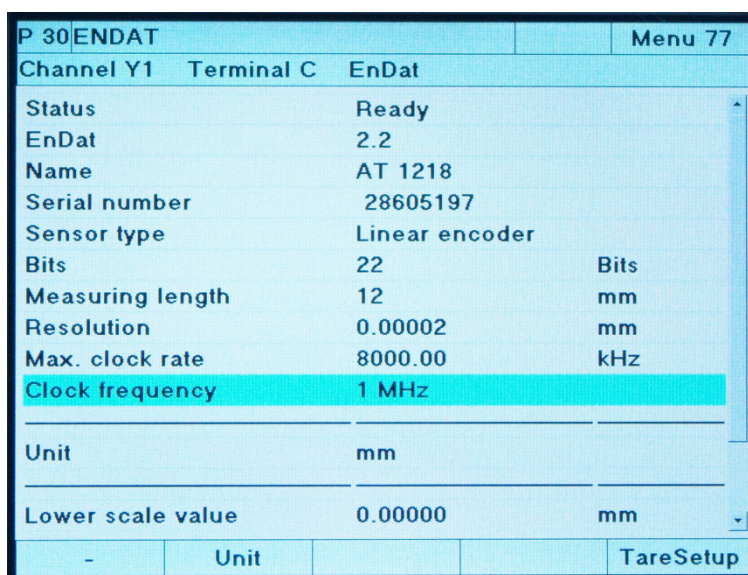 P 30 ENDAT Menu 77
Channel Y1 Terminal C EnDat
Status Ready
EnDat 2.2
Name AT 1218
Serial number 28605197
Sensor type Linear encoder
Bits 22 Bits
Measuring length 12 mm
Resolution 0.00002 mm
Max. clock rate 8000.00 kHz
Clock frequency 1 MHz
Unit mm
Lower scale value 0.00000 mm
- Unit TareSetup